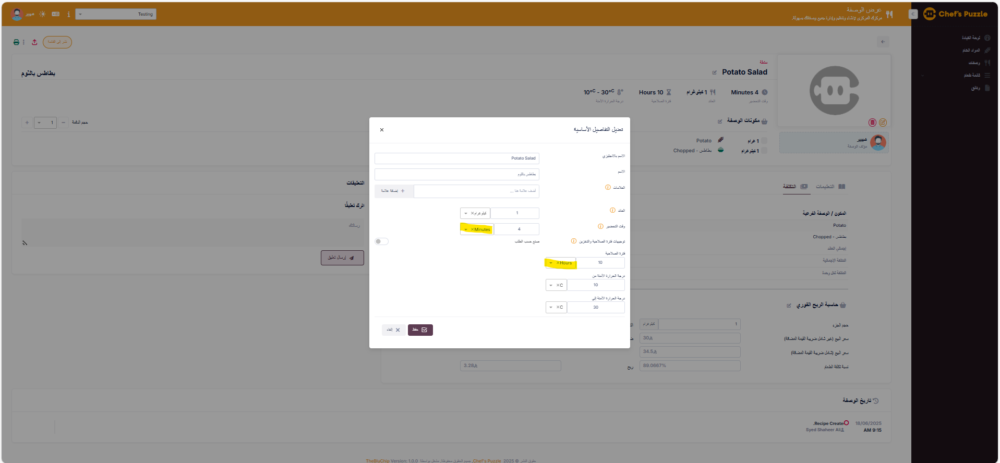 Chef's Puzzle
لوحة القيادة
المواد الخام
وصفات
قائمة طعام
وثائق
عرض الوصفة
مركزك المركزي لإنشاء وتنظيم وإدارة جميع وصفاتك بسهولة.
Testing
شهيير
نشر إلى القائمة
سلطة
Potato Salad
بطاطس بالثوم
Minutes 4
وقت التحضير
1 كيلوغرام
العائد
Hours 10
فترة الصلاحية
10°C - 30°C
درجة الحرارة الآمنة
مكونات الوصفة
حجم الدفعة
1
1 غرام
Potato
1 كيلوغرام
بطاطس - Chopped
شهيير
مؤلف الوصفة
تعديل التفاصيل الأساسية
الاسم بالانجليزي
Potato Salad
الاسم
بطاطس بالثوم
العلامات
أضف علامة هنا ...
إضافة علامة
العائد
1
كيلوغرام
وقت التحضير
4
Minutes
توجيهات فترة الصلاحية والتخزين
صنع حسب الطلب
فترة الصلاحية
10
Hours
درجة الحرارة الآمنة من
10
C
درجة الحرارة الآمنة إلى
30
C
حفظ
إلغاء
التعليمات
التكلفة
المكون / الوصفة الفرعية
Potato
بطاطس - Chopped
إجمالي العائد
التكلفة الإجمالية
التكلفة لكل وحدة
التعليقات
اترك تعليقًا
رسالتك
إرسال تعليق
حاسبة الربح الفوري
حجم الجزء
1
كيلوغرام
سعر البيع (غير شامل ضريبة القيمة المضافة)
30
سعر البيع (شامل ضريبة القيمة المضافة)
34.5
نسبة تكلفة الطعام
89.0667%
ربح
3.28
تاريخ الوصفة
18/06/2025
AM 9:15
Recipe Create.
Syed Shaheer Ali
حقوق النشر © 2025 Chef's Puzzle, جميع الحقوق محفوظة. مشغل بواسطة TheBluChip Version: 1.0.0